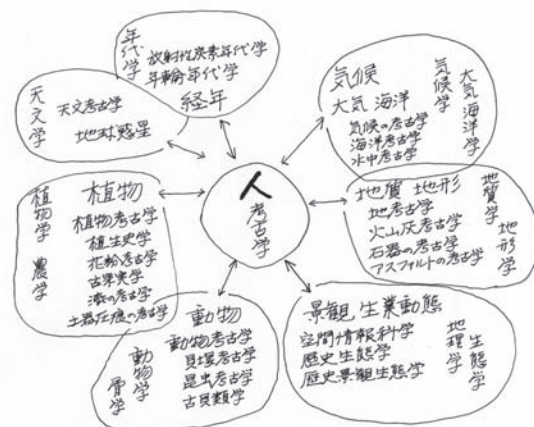 年代学
放射性炭素年代学
年輪年代学
経年
天文学
天文考古学
地球惑星
気候
大気 海洋
気候の考古学
海洋考古学
水中考古学
気候学
大気海洋学
人
考古学
植物学
農学
植物
植物考古学
植生史学
花粉考古学
古果実学
漆の考古学
土器圧痕の考古学
地質 地形
地考古学
火山灰考古学
石器の考古学
アスファルトの考古学
地質学
地形学
動物
動物考古学
貝塚考古学
昆虫考古学
古貝類学
動物学
骨学
景観 生業動態
空間情報科学
歴史生態学
歴史景観生態学
地理学
生態学